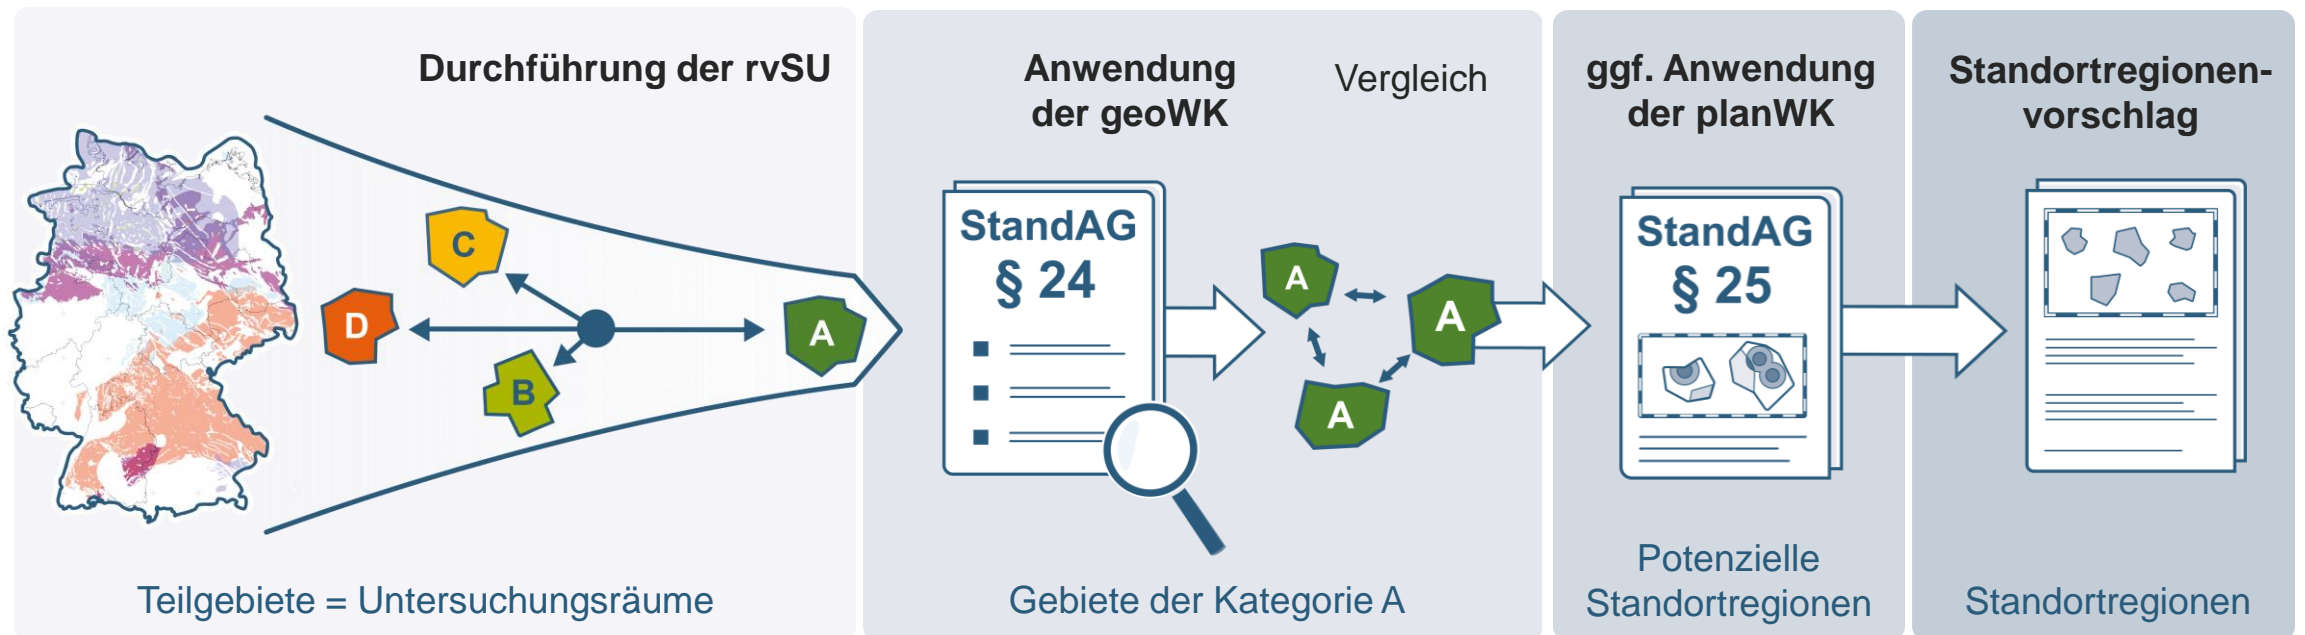 Durchführung der rvSU
C
D
B
A
Teilgebiete = Untersuchungsräume
Anwendung
der geoWK
Vergleich
StandAG
§ 24
A
A
A
Gebiete der Kategorie A
ggf. Anwendung
der planWK
StandAG
§ 25
Potenzielle
Standortregionen
Standortregionen-
vorschlag
Standortregionen